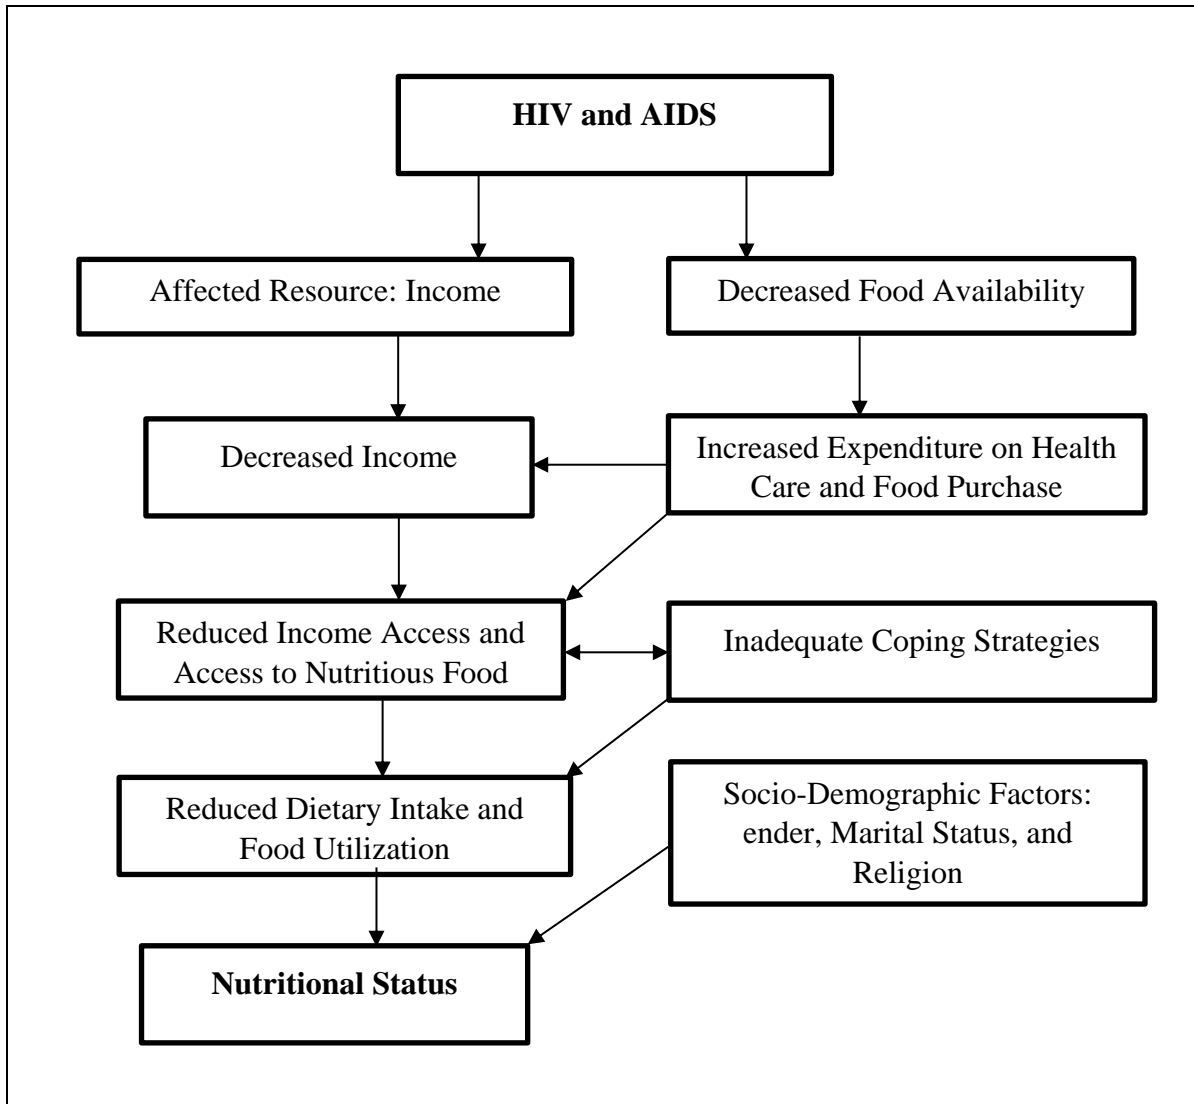 HIV and AIDS
Affected Resource: Income
Decreased Food Availability
Decreased Income
Increased Expenditure on Health
Care and Food Purchase
Reduced Income Access and
Access to Nutritious Food
Inadequate Coping Strategies
Reduced Dietary Intake and
Food Utilization
Socio-Demographic Factors:
ender, Marital Status, and
Religion
Nutritional Status